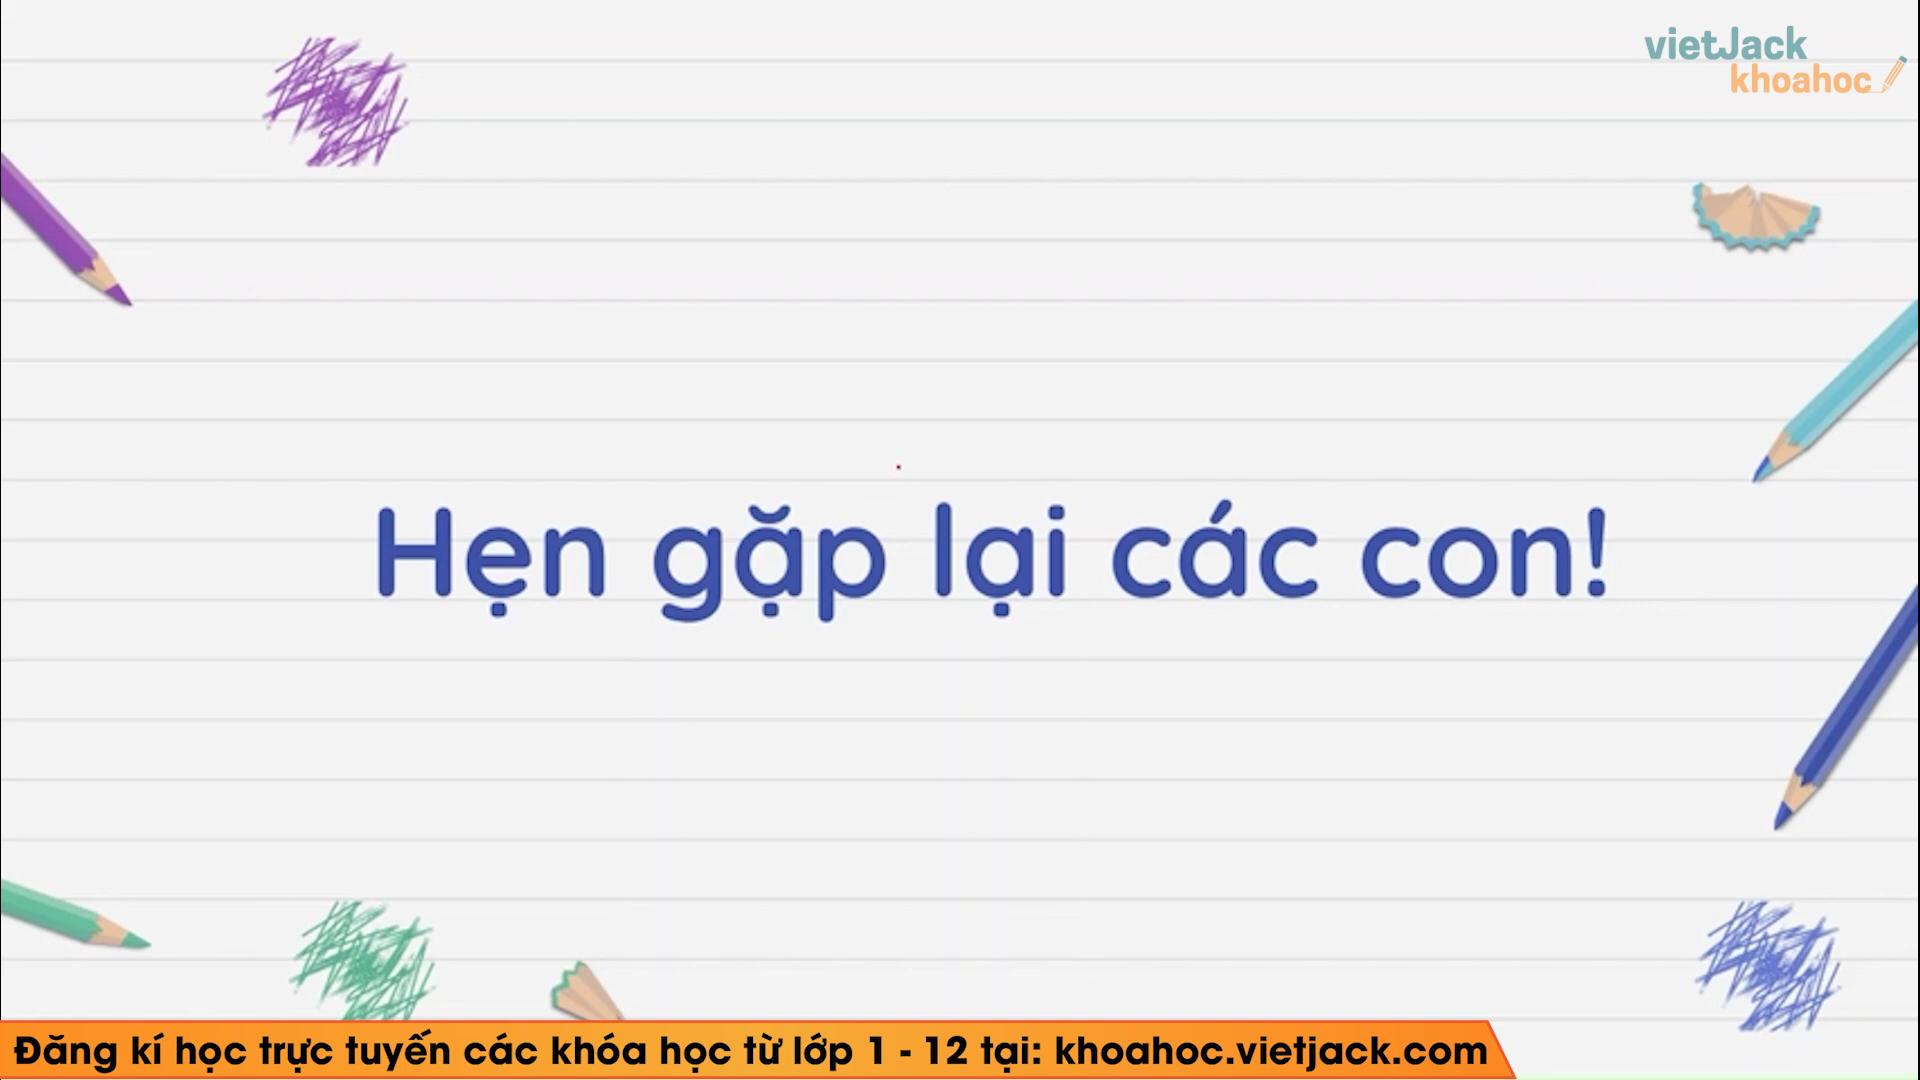 vietJack
khoahoc
Hẹn gặp lại các con!
Đăng kí học trực tuyến các khóa học từ lớp 1 - 12 tại: khoahoc.vietjack.com